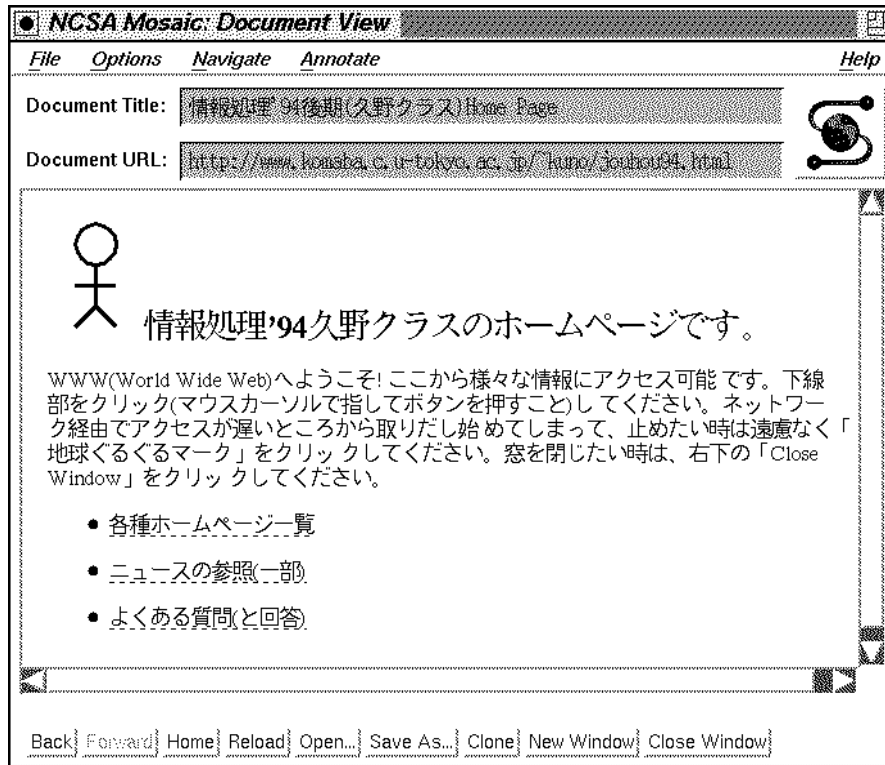 NCSA Mosaic: Document View
File Options Navigate Annotate Help
Document Title: 情報処理'94後期(久野クラス)Home Page
Document URL: http://www.komaba.c.u-tokyo.ac.jp/~kuno/jouhou94.html
情報処理'94久野クラスのホームページです。
WWW(World Wide Web)へようこそ! ここから様々な情報にアクセス可能 です。下線
部をクリック(マウスカーソルで指してボタンを押すこと)し てください。ネットワー
ク経由でアクセスが遅いところから取りだし始 めてしまって、止めたい時は遠慮なく「
地球ぐるぐるマーク」をクリッ クしてください。窓を閉じたい時は、右下の「Close
Window」をクリッ クしてください。
各種ホームページ一覧
ニュースの参照(一部)
よくある質問(と回答)
Back Forward Home Reload Open... Save As... Clone New Window Close Window